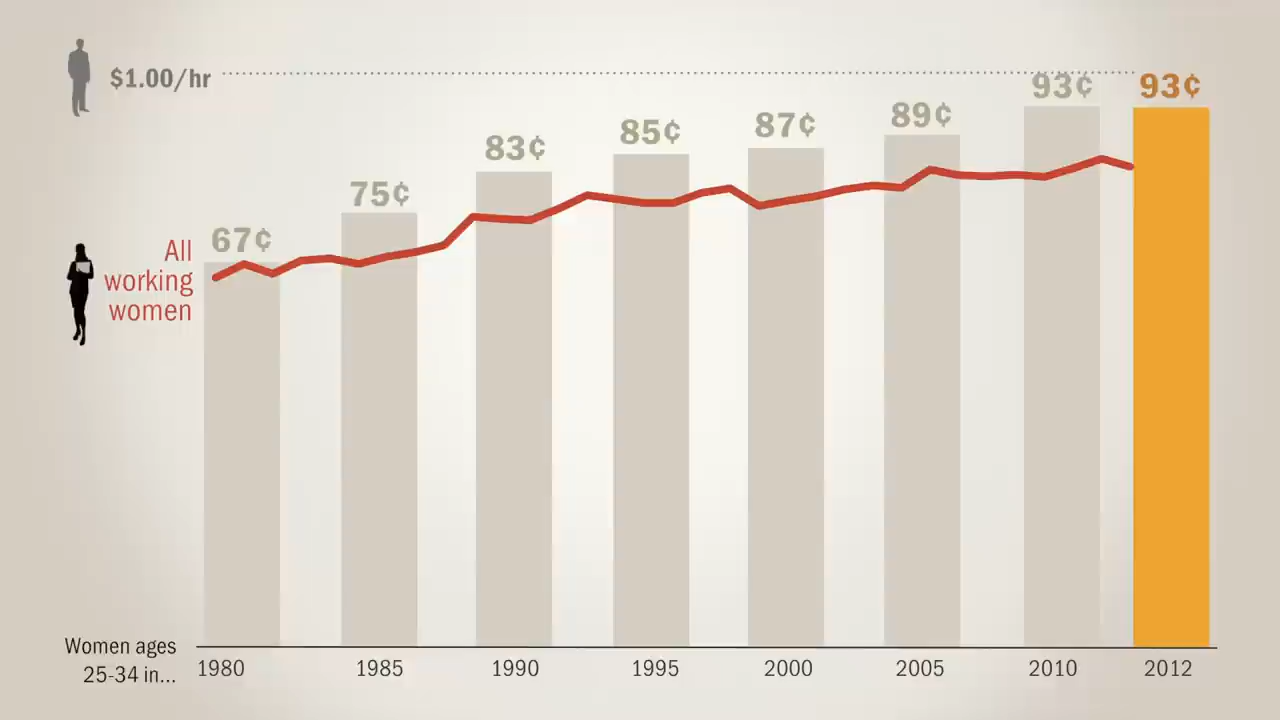 $1.00/hr
93¢
93¢
89¢
87¢
85¢
83¢
75¢
67¢
All
working
women
Women ages
25-34 in...
1980
1985
1990
1995
2000
2005
2010
2012